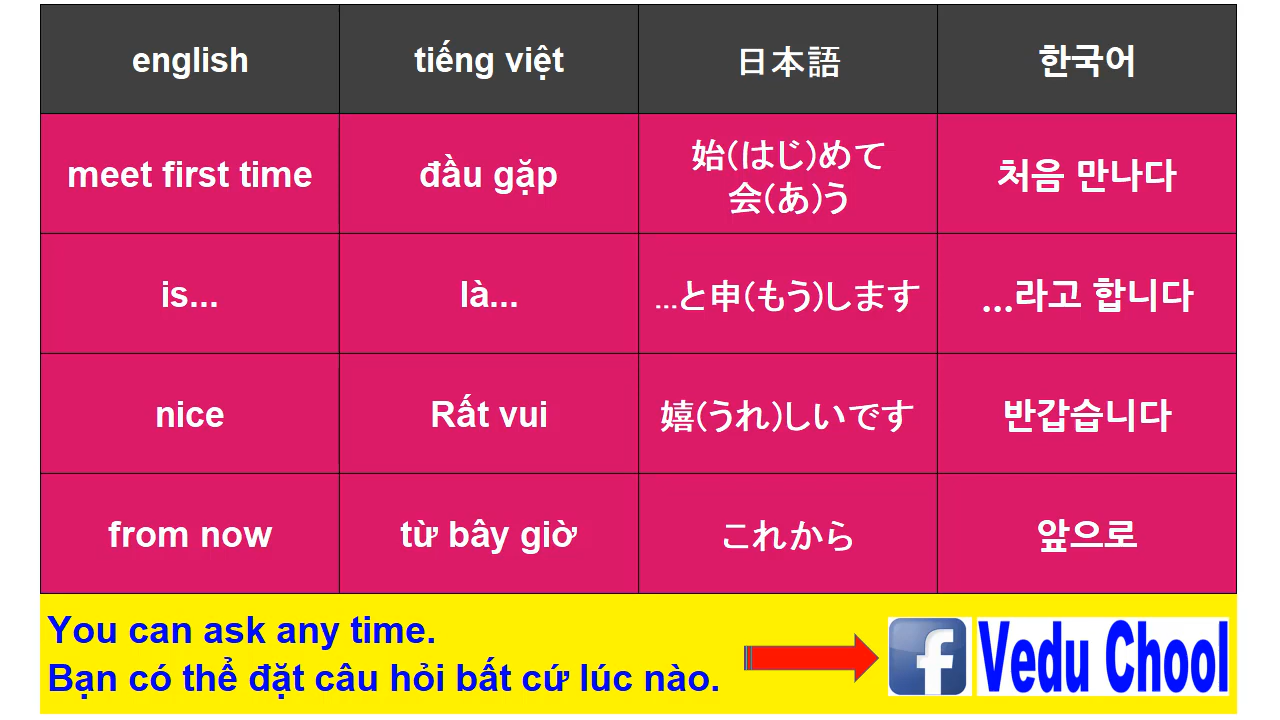 english tiếng việt 日本語 한국어
meet first time đầu gặp 始(はじ)めて 처음 만나다
会(あ)う
is... là... ...と申(もう)します ...라고 합니다
nice Rất vui 嬉(うれ)しいです 반갑습니다
from now từ bây giờ これから 앞으로
You can ask any time.
Bạn có thể đặt câu hỏi bất cứ lúc nào.
f Vedu Chool